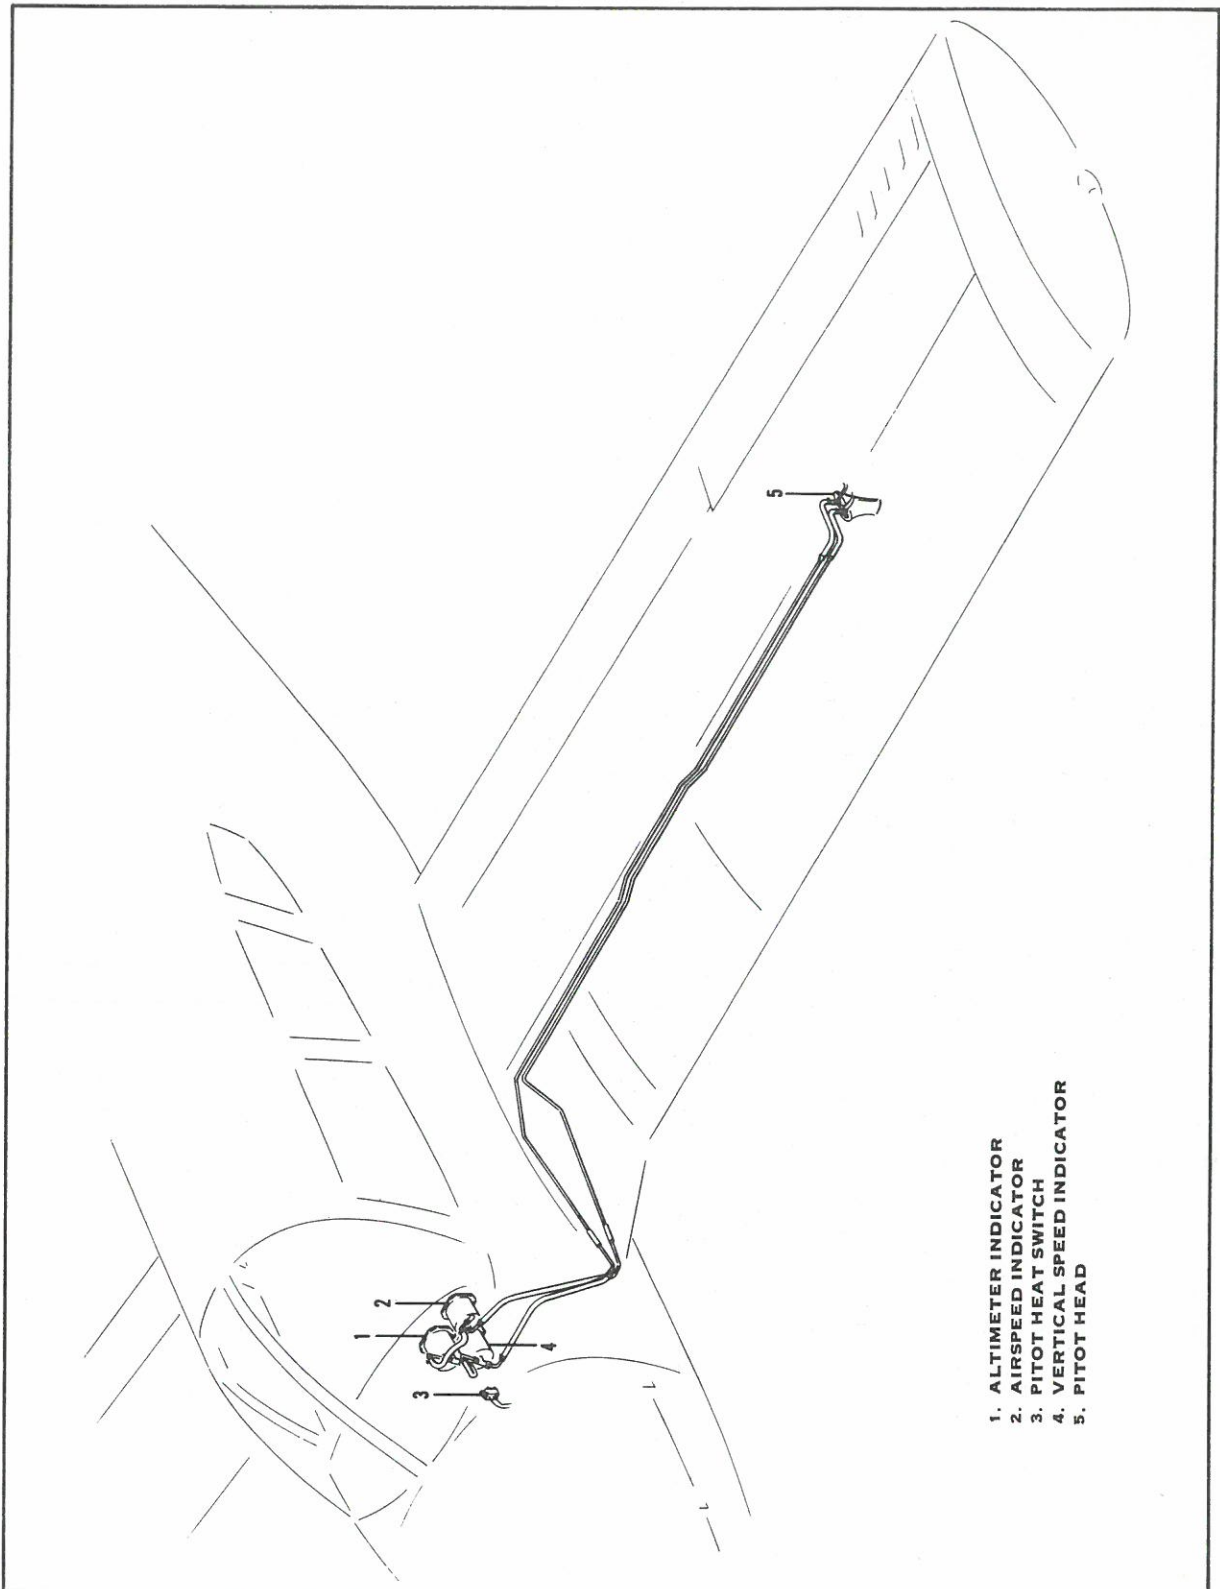 1
2
3
4
5
1. ALTIMETER INDICATOR
2. AIRSPEED INDICATOR
3. PITOT HEAT SWITCH
4. VERTICAL SPEED INDICATOR
5. PITOT HEAD